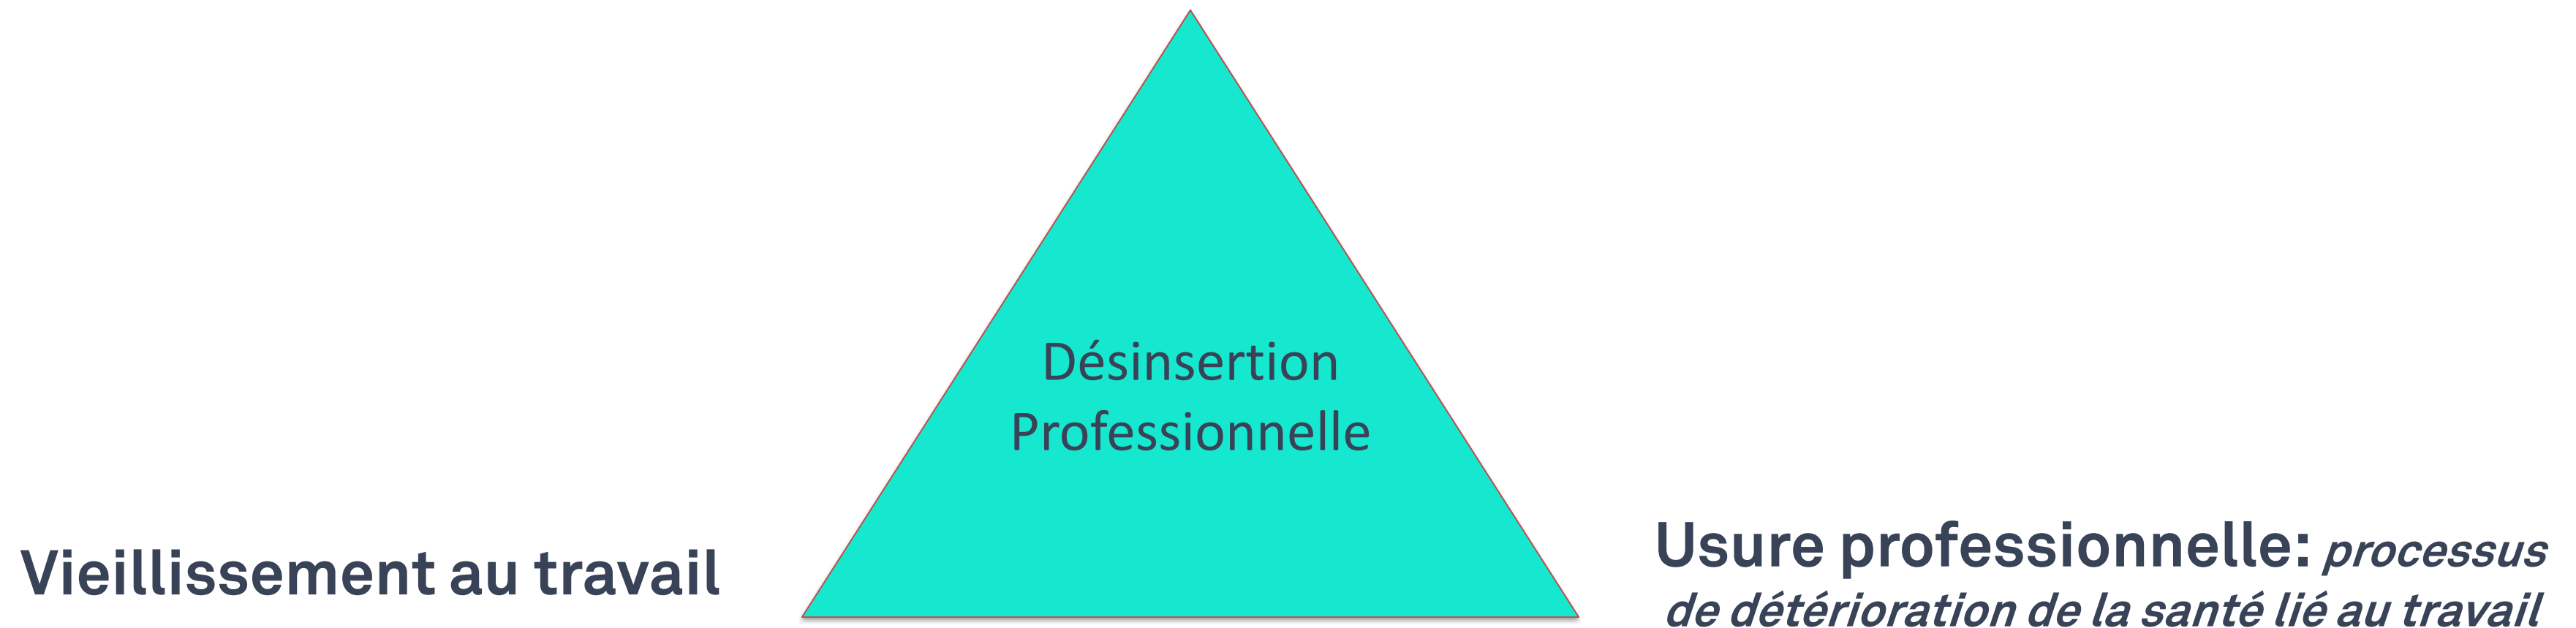 Désinsertion
Professionnelle
Vieillissement au travail
Usure professionnelle: processus
de détérioration de la santé lié au travail